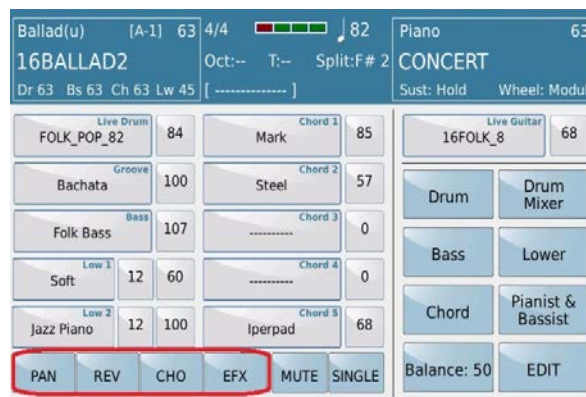 Ballad(u) [A-1] 63
16BALLAD2
Dr 63 Bs 63 Ch 63 Lw 45
4/4 82
Oct:-- T:-- Split:F# 2
[ -------------- ]
Piano 63
CONCERT
Sust: Hold Wheel: Modul
Live Drum
FOLK_POP_82 84
Chord 1
Mark 85
Live Guitar
16FOLK_8 68
Groove
Bachata 100
Chord 2
Steel 57
Bass
Folk Bass 107
Chord 3
---------- 0
Low 1
Soft 12 60
Chord 4
---------- 0
Low 2
Jazz Piano 12 100
Chord 5
Iperpad 68
Drum
Drum
Mixer
Bass
Lower
Chord
Pianist &
Bassist
Balance: 50
EDIT
PAN REV CHO EFX MUTE SINGLE